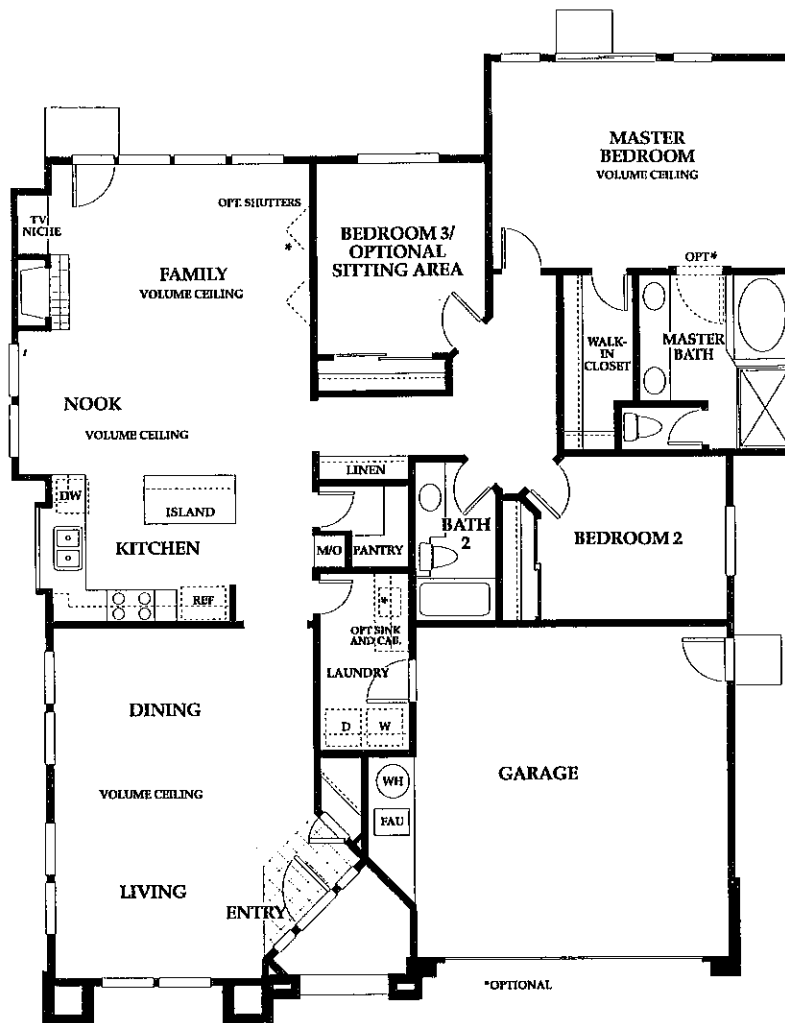 MASTER
BEDROOM
VOLUME CEILING
OPT. SHUTTERS
*
TV
NICHE
BEDROOM 3/
OPTIONAL
SITTING AREA
FAMILY
VOLUME CEILING
OPT*
WALK-
IN
CLOSET
MASTER
BATH
NOOK
VOLUME CEILING
LINEN
DW
ISLAND
KITCHEN
M/O
PANTRY
BATH
2
BEDROOM 2
REF
*
OPT SINK
AND CAB.
LAUNDRY
DINING
D
W
GARAGE
WH
VOLUME CEILING
FAU
LIVING
ENTRY
*OPTIONAL